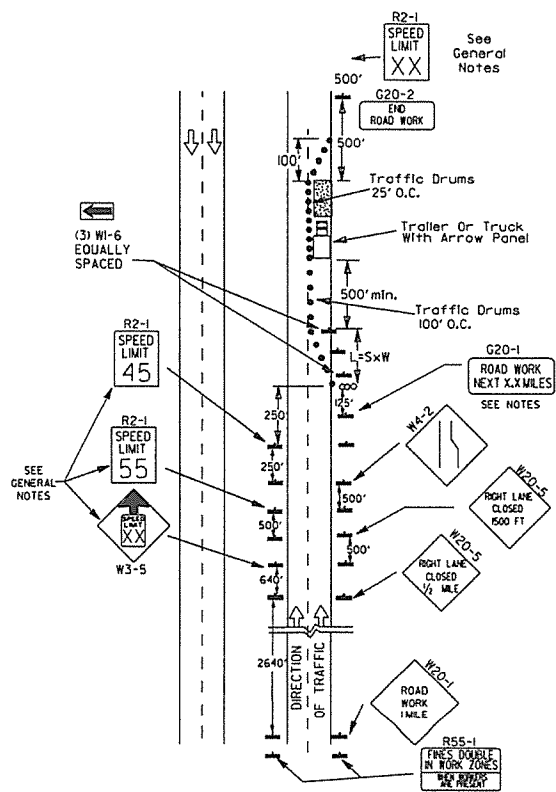 R2-1
SPEED
LIMIT
XX
See
General
Notes
500'
G20-2
END
ROAD WORK
500'
100'
Traffic Drums
25' O.C.
Trailer Or Truck
With Arrow Panel
(3) W1-6
EQUALLY
SPACED
500' min.
Traffic Drums
100' O.C.
L=SxW
R2-1
SPEED
LIMIT
45
G20-1
ROAD WORK
NEXT X.X MILES
SEE NOTES
125'
250'
W4-2
R2-1
SPEED
LIMIT
55
250'
SEE
GENERAL
NOTES
500'
W20-5
RIGHT LANE
CLOSED
1500 FT
SPEED
LIMIT
XX
W3-5
500'
500'
W20-5
RIGHT LANE
CLOSED
1/2 MILE
640'
2640'
DIRECTION
OF TRAFFIC
W20-1
ROAD
WORK
1 MILE
R55-1
FINES DOUBLE
IN WORK ZONES
WHEN WORKERS
ARE PRESENT